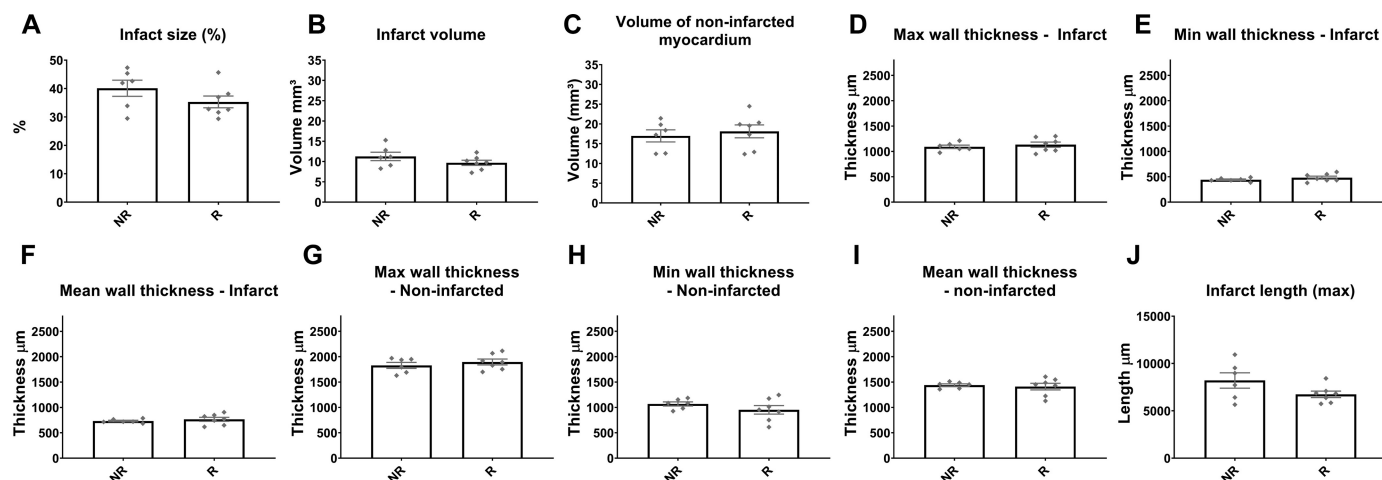 A
Infact size (%)
%
50
40
30
20
10
0
NR
R
B
Infarct volume
Volume mm³
35
30
25
20
15
10
5
0
NR
R
C
Volume of non-infarcted
myocardium
Volume (mm³)
35
30
25
20
15
10
5
0
NR
R
D
Max wall thickness - Infarct
Thickness μm
2500
2000
1500
1000
500
0
NR
R
E
Min wall thickness - Infarct
Thickness μm
2500
2000
1500
1000
500
0
NR
R
F
Mean wall thickness - Infarct
Thickness μm
2500
2000
1500
1000
500
0
NR
R
G
Max wall thickness
- Non-infarcted
Thickness μm
2500
2000
1500
1000
500
0
NR
R
H
Min wall thickness
- Non-infarcted
Thickness μm
2500
2000
1500
1000
500
0
NR
R
I
Mean wall thickness
- non-infarcted
Thickness μm
2500
2000
1500
1000
500
0
NR
R
J
Infarct length (max)
Length μm
15000
10000
5000
0
NR
R